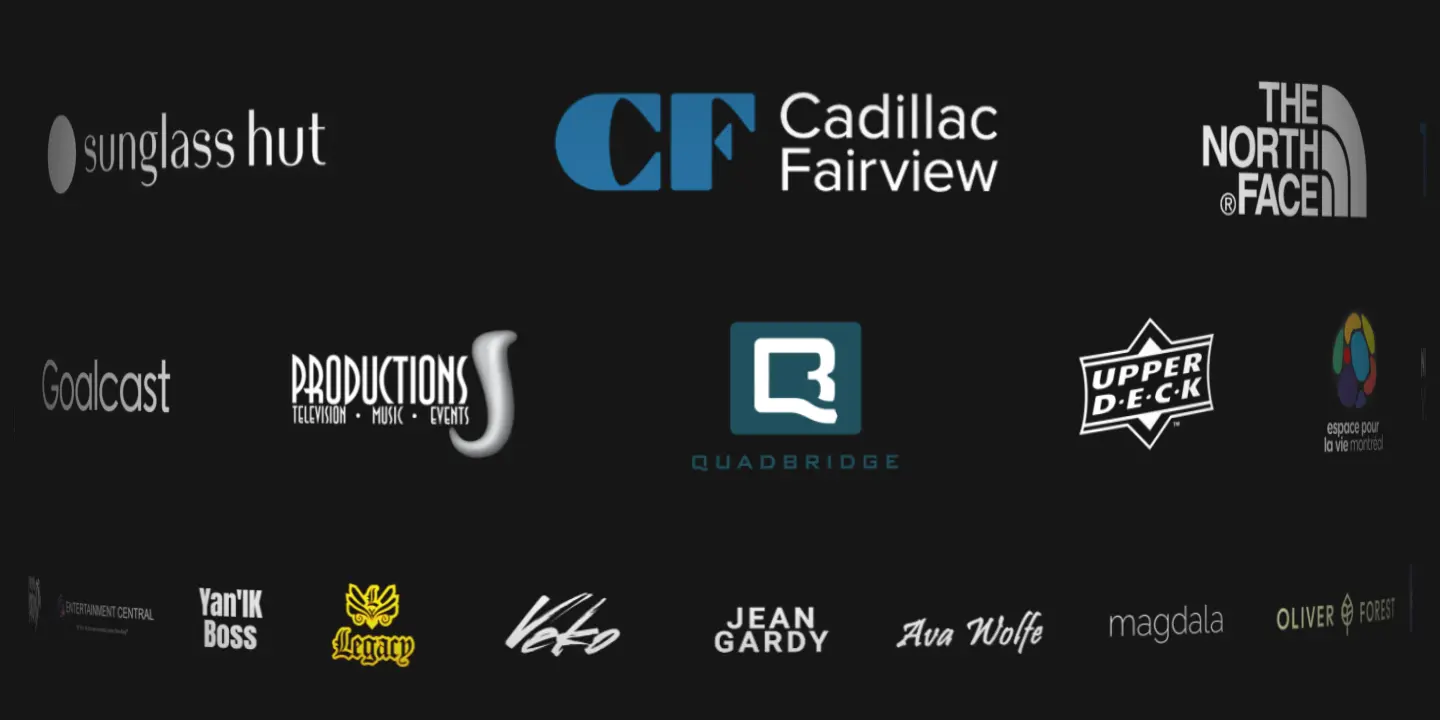 sunglass hut
CF Cadillac
Fairview
THE
NORTH
FACE
®
Goalcast
PRODUCTIONS J
TELEVISION • MUSIC • EVENTS
QUADBRIDGE
UPPER
D·E·C·K
™
espace pour
la vie montréal
ENTERTAINMENT CENTRAL
Yan'IK
Boss
Legacy
Veko
JEAN
GARDY
Ava Wolfe
magdala
OLIVER FOREST